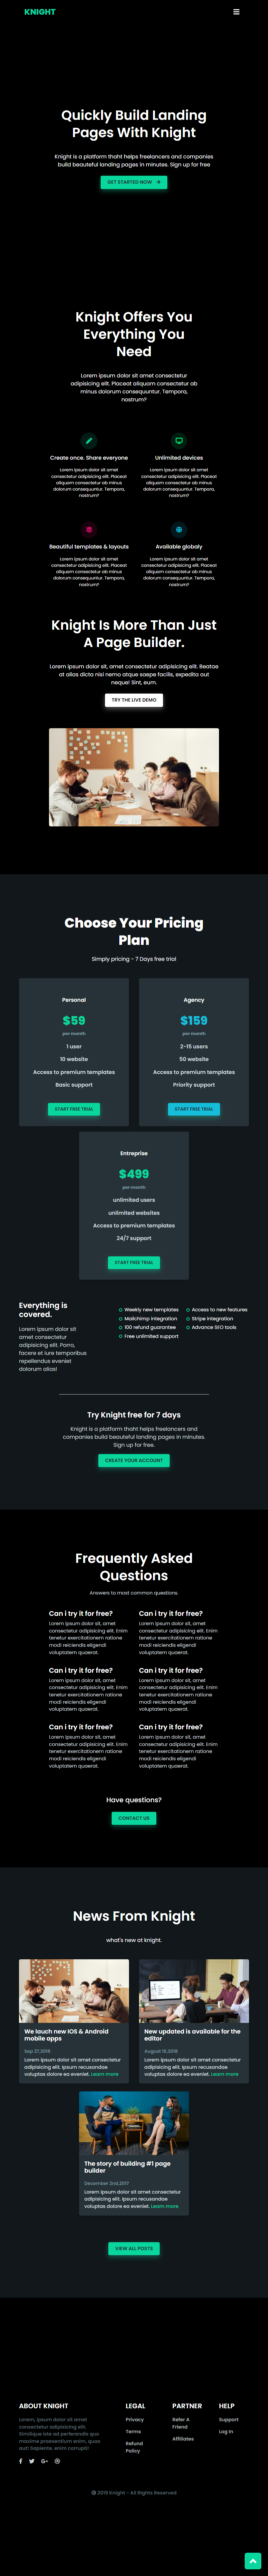 KNIGHT
Quickly Build Landing
Pages With Knight
Knight is a platform thaht helps freelancers and companies
build beauteful landing pages in minutes. Sign up for free
GET STARTED NOW
Knight Offers You
Everything You
Need
Lorem ipsum dolor sit amet consectetur
adipisicing elit. Placeat aliquam consectetur ab
minus dolorum consequuntur. Tempora,
nostrum?
Create once. Share everyone
Lorem ipsum dolor sit amet
consectetur adipisicing elit. Placeat
aliquam consectetur ab minus
dolorum consequuntur. Tempora,
nostrum?
Unlimited devices
Lorem ipsum dolor sit amet
consectetur adipisicing elit. Placeat
aliquam consectetur ab minus
dolorum consequuntur. Tempora,
nostrum?
Beautiful templates & layouts
Lorem ipsum dolor sit amet
consectetur adipisicing elit. Placeat
aliquam consectetur ab minus
dolorum consequuntur. Tempora,
nostrum?
Available globaly
Lorem ipsum dolor sit amet
consectetur adipisicing elit. Placeat
aliquam consectetur ab minus
dolorum consequuntur. Tempora,
nostrum?
Knight Is More Than Just
A Page Builder.
Lorem ipsum dolor sit, amet consectetur adipisicing elit. Beatae
at alias dicta nisi nemo atque saepe facilis, expedita aut
neque! Sint, eum.
TRY THE LIVE DEMO
Choose Your Pricing
Plan
Simply pricing - 7 Days free trial
Personal
$59
per month
1 user
10 website
Access to premium templates
Basic support
START FREE TRIAL
Agency
$159
per month
2-15 users
50 website
Access to premium templates
Priority support
START FREE TRIAL
Entreprise
$499
per month
unlimited users
unlimited websites
Access to premium templates
24/7 support
START FREE TRIAL
Everything is
covered.
Lorem ipsum dolor sit
amet consectetur
adipisicing elit. Porro,
facere et iure temporibus
repellendus eveniet
dolorum alias!
Weekly new templates
Mailchimp integration
100 refund guarantee
Free unlimited support
Access to new features
Stripe integration
Advance SEO tools
Try Knight free for 7 days
Knight is a platform thaht helps freelancers and
companies build beauteful landing pages in minutes.
Sign up for free.
CREATE YOUR ACCOUNT
Frequently Asked
Questions
Answers to most common questions.
Can i try it for free?
Lorem ipsum dolor sit, amet
consectetur adipisicing elit. Enim
tenetur exercitationem ratione
modi reiciendis eligendi
voluptatem quaerat.
Can i try it for free?
Lorem ipsum dolor sit, amet
consectetur adipisicing elit. Enim
tenetur exercitationem ratione
modi reiciendis eligendi
voluptatem quaerat.
Can i try it for free?
Lorem ipsum dolor sit, amet
consectetur adipisicing elit. Enim
tenetur exercitationem ratione
modi reiciendis eligendi
voluptatem quaerat.
Can i try it for free?
Lorem ipsum dolor sit, amet
consectetur adipisicing elit. Enim
tenetur exercitationem ratione
modi reiciendis eligendi
voluptatem quaerat.
Can i try it for free?
Lorem ipsum dolor sit, amet
consectetur adipisicing elit. Enim
tenetur exercitationem ratione
modi reiciendis eligendi
voluptatem quaerat.
Can i try it for free?
Lorem ipsum dolor sit, amet
consectetur adipisicing elit. Enim
tenetur exercitationem ratione
modi reiciendis eligendi
voluptatem quaerat.
Have questions?
CONTACT US
News From Knight
what's new at knight.
We lauch new IOS & Android
mobile apps
Sep 27,2018
Lorem ipsum dolor sit amet consectetur
adipisicing elit. Ipsum recusandae
voluptas dolore ea eveniet. Learn more
New updated is available for the
editor
August 16,2018
Lorem ipsum dolor sit amet consectetur
adipisicing elit. Ipsum recusandae
voluptas dolore ea eveniet. Learn more
The story of building #1 page
builder
December 2nd,2017
Lorem ipsum dolor sit amet consectetur
adipisicing elit. Ipsum recusandae
voluptas dolore ea eveniet. Learn more
VIEW ALL POSTS
ABOUT KNIGHT
Lorem, ipsum dolor sit amet
consectetur adipisicing elit.
Similique iste ad perferendis quo
maxime praesentium enim, quos
aut! Sapiente, enim corrupti!
LEGAL
Privacy
Terms
Refund
Policy
PARTNER
Refer A
Friend
Affiliates
HELP
Support
Log In
© 2019 Knight - All Rights Reserved